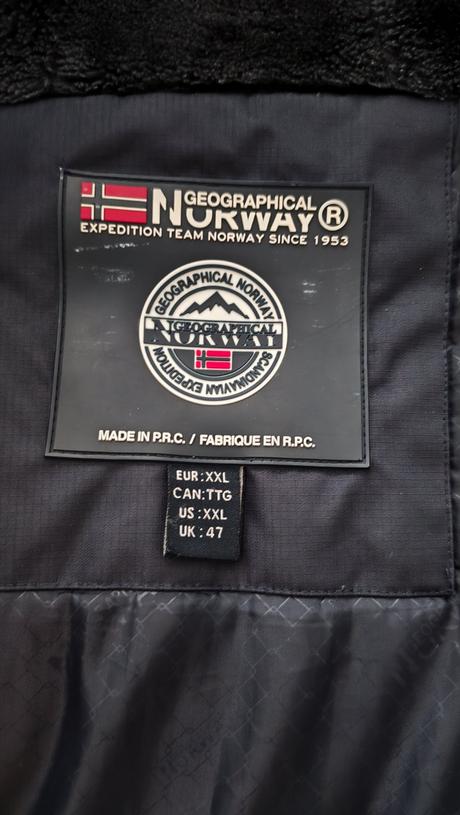 GEOGRAPHICAL
NORWAY®
EXPEDITION TEAM NORWAY SINCE 1953
GEOGRAPHICAL NORWAY
GEOGRAPHICAL
NORWAY
SCANDINAVIAN EXPEDITION
MADE IN P.R.C. / FABRIQUE EN R.P.C.
EUR:XXL
CAN:TTG
US :XXL
UK : 47